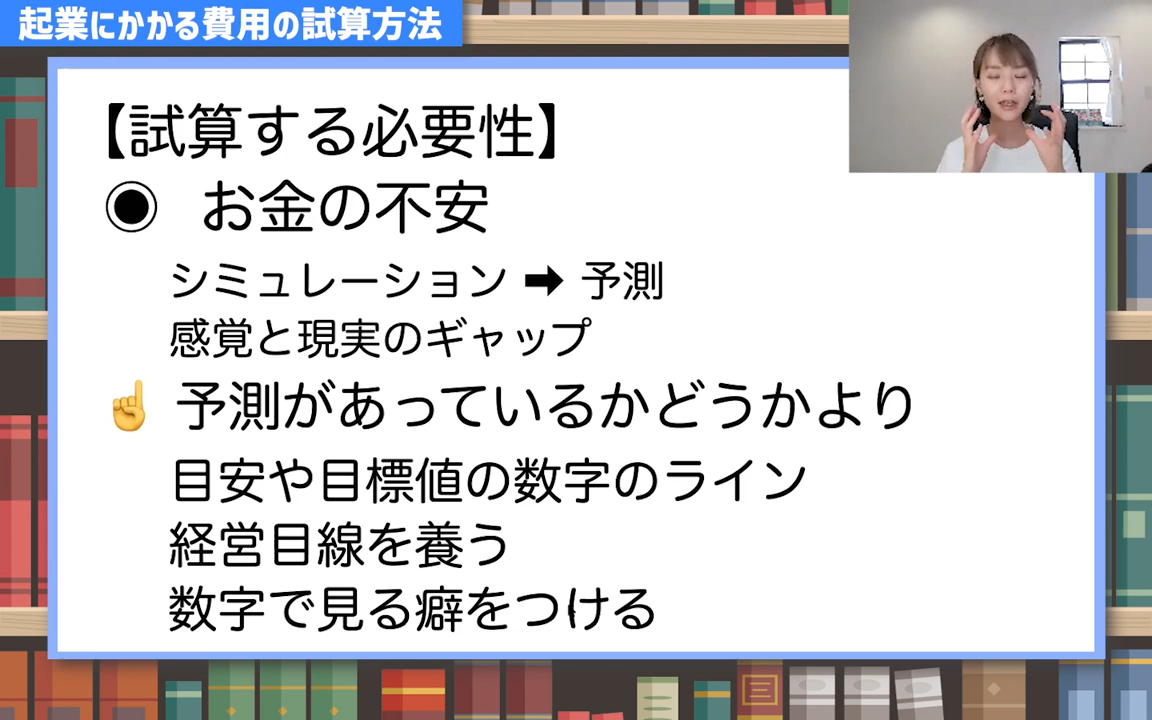 起業にかかる費用の試算方法
【試算する必要性】
◉ お金の不安
シミュレーション ➡ 予測
感覚と現実のギャップ
☝ 予測があっているかどうかより
目安や目標値の数字のライン
経営目線を養う
数字で見る癖をつける